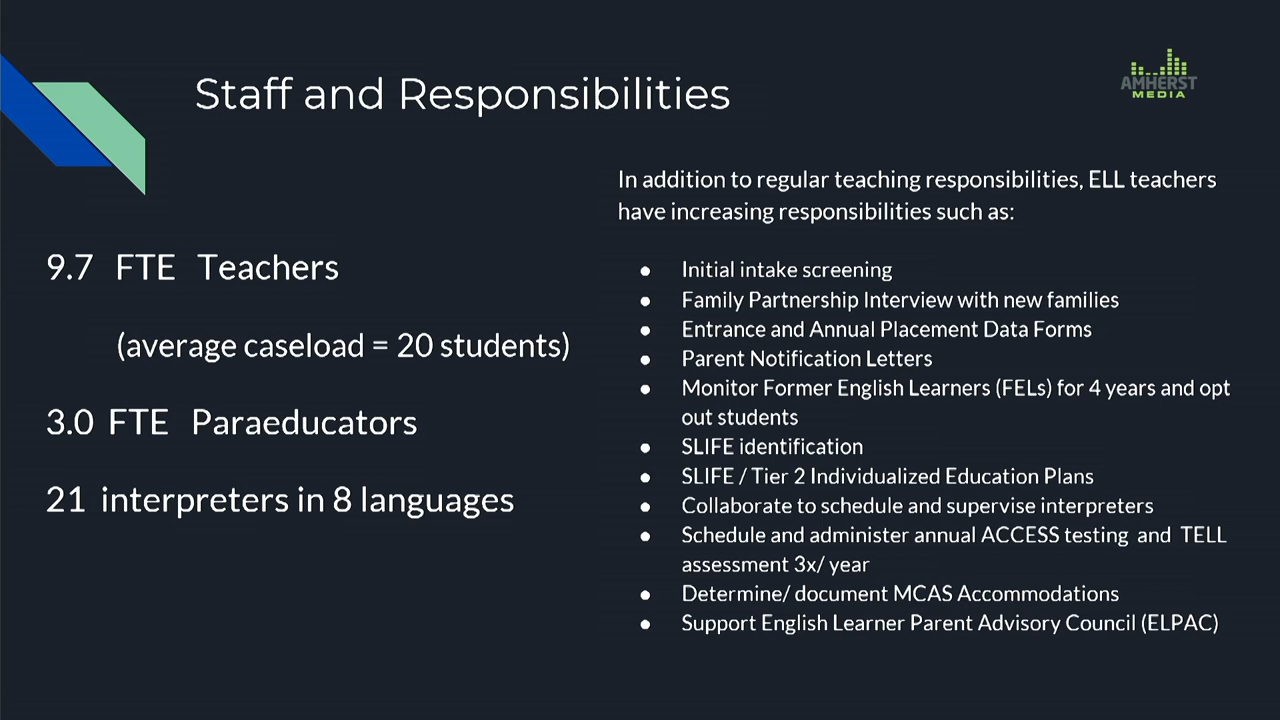 Staff and Responsibilities
AMHERST
MEDIA
9.7 FTE Teachers
(average caseload = 20 students)
3.0 FTE Paraeducators
21 interpreters in 8 languages
In addition to regular teaching responsibilities, ELL teachers
have increasing responsibilities such as:
● Initial intake screening
● Family Partnership Interview with new families
● Entrance and Annual Placement Data Forms
● Parent Notification Letters
● Monitor Former English Learners (FELs) for 4 years and opt
out students
● SLIFE identification
● SLIFE / Tier 2 Individualized Education Plans
● Collaborate to schedule and supervise interpreters
● Schedule and administer annual ACCESS testing and TELL
assessment 3x/ year
● Determine/ document MCAS Accommodations
● Support English Learner Parent Advisory Council (ELPAC)